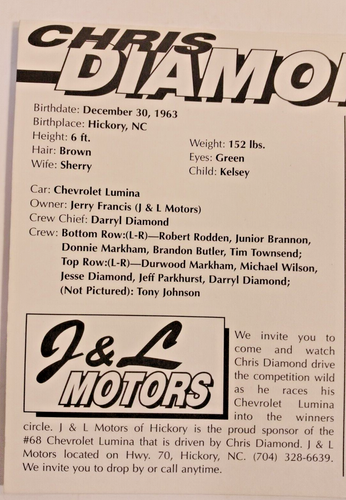 CHRIS
DIAMO
Birthdate: December 30, 1963
Birthplace: Hickory, NC
Height: 6 ft.
Weight: 152 lbs.
Hair: Brown
Eyes: Green
Wife: Sherry
Child: Kelsey
Car: Chevrolet Lumina
Owner: Jerry Francis (J & L Motors)
Crew Chief: Darryl Diamond
Crew: Bottom Row:(L-R)—Robert Rodden, Junior Brannon,
Donnie Markham, Brandon Butler, Tim Townsend;
Top Row:(L-R)—Durwood Markham, Michael Wilson,
Jesse Diamond, Jeff Parkhurst, Darryl Diamond;
(Not Pictured): Tony Johnson
J & L
MOTORS
We invite you to
come and watch
Chris Diamond drive
the competition wild
as he races his
Chevrolet Lumina
into the winners
circle. J & L Motors of Hickory is the proud sponsor of the
#68 Chevrolet Lumina that is driven by Chris Diamond. J & L
Motors located on Hwy. 70, Hickory, NC. (704) 328-6639.
We invite you to drop by or call anytime.